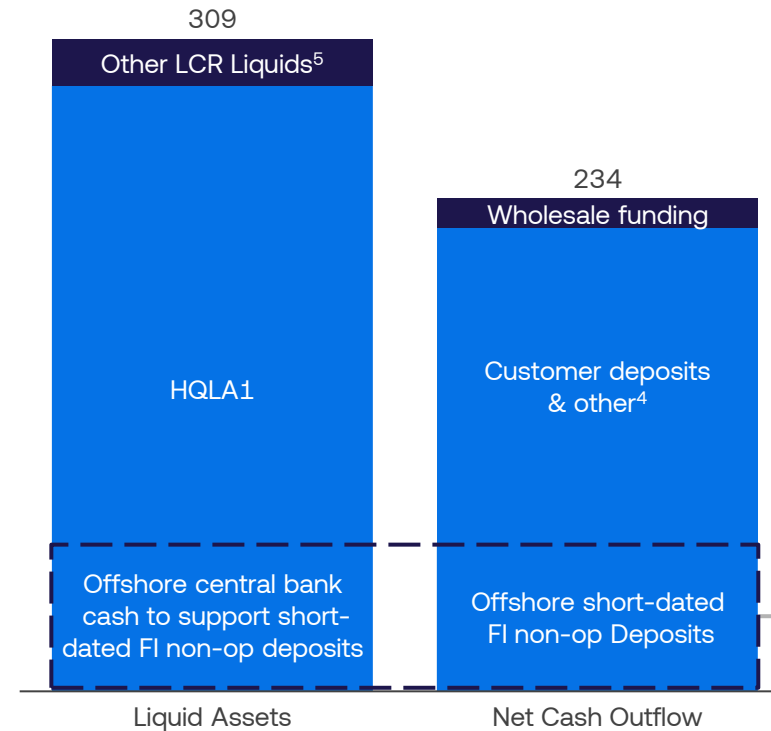 309
Other LCR Liquids⁵
HQLA1
Offshore central bank
cash to support short-
dated FI non-op deposits
Liquid Assets
234
Wholesale funding
Customer deposits
& other⁴
Offshore short-dated
FI non-op Deposits
Net Cash Outflow